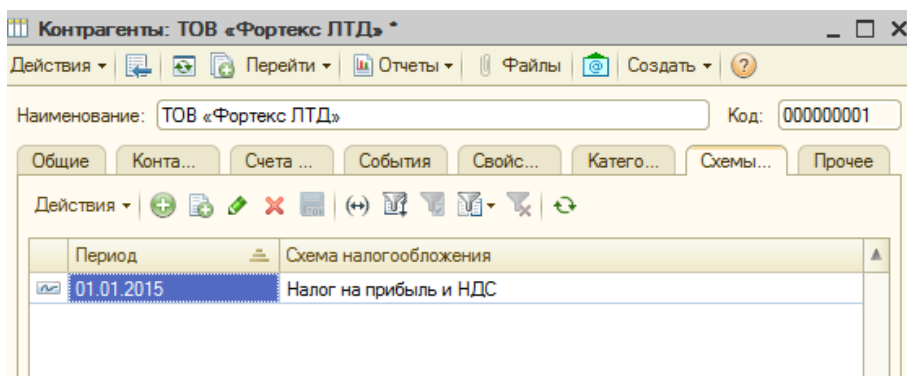 Контрагенты: ТОВ «Фортекс ЛТД» *
Действия Перейти Отчеты Файлы Создать
Наименование: ТОВ «Фортекс ЛТД» Код: 000000001
Общие Конта... Счета ... События Свойс... Катего... Схемы... Прочее
Действия
Период Схема налогообложения
01.01.2015 Налог на прибыль и НДС